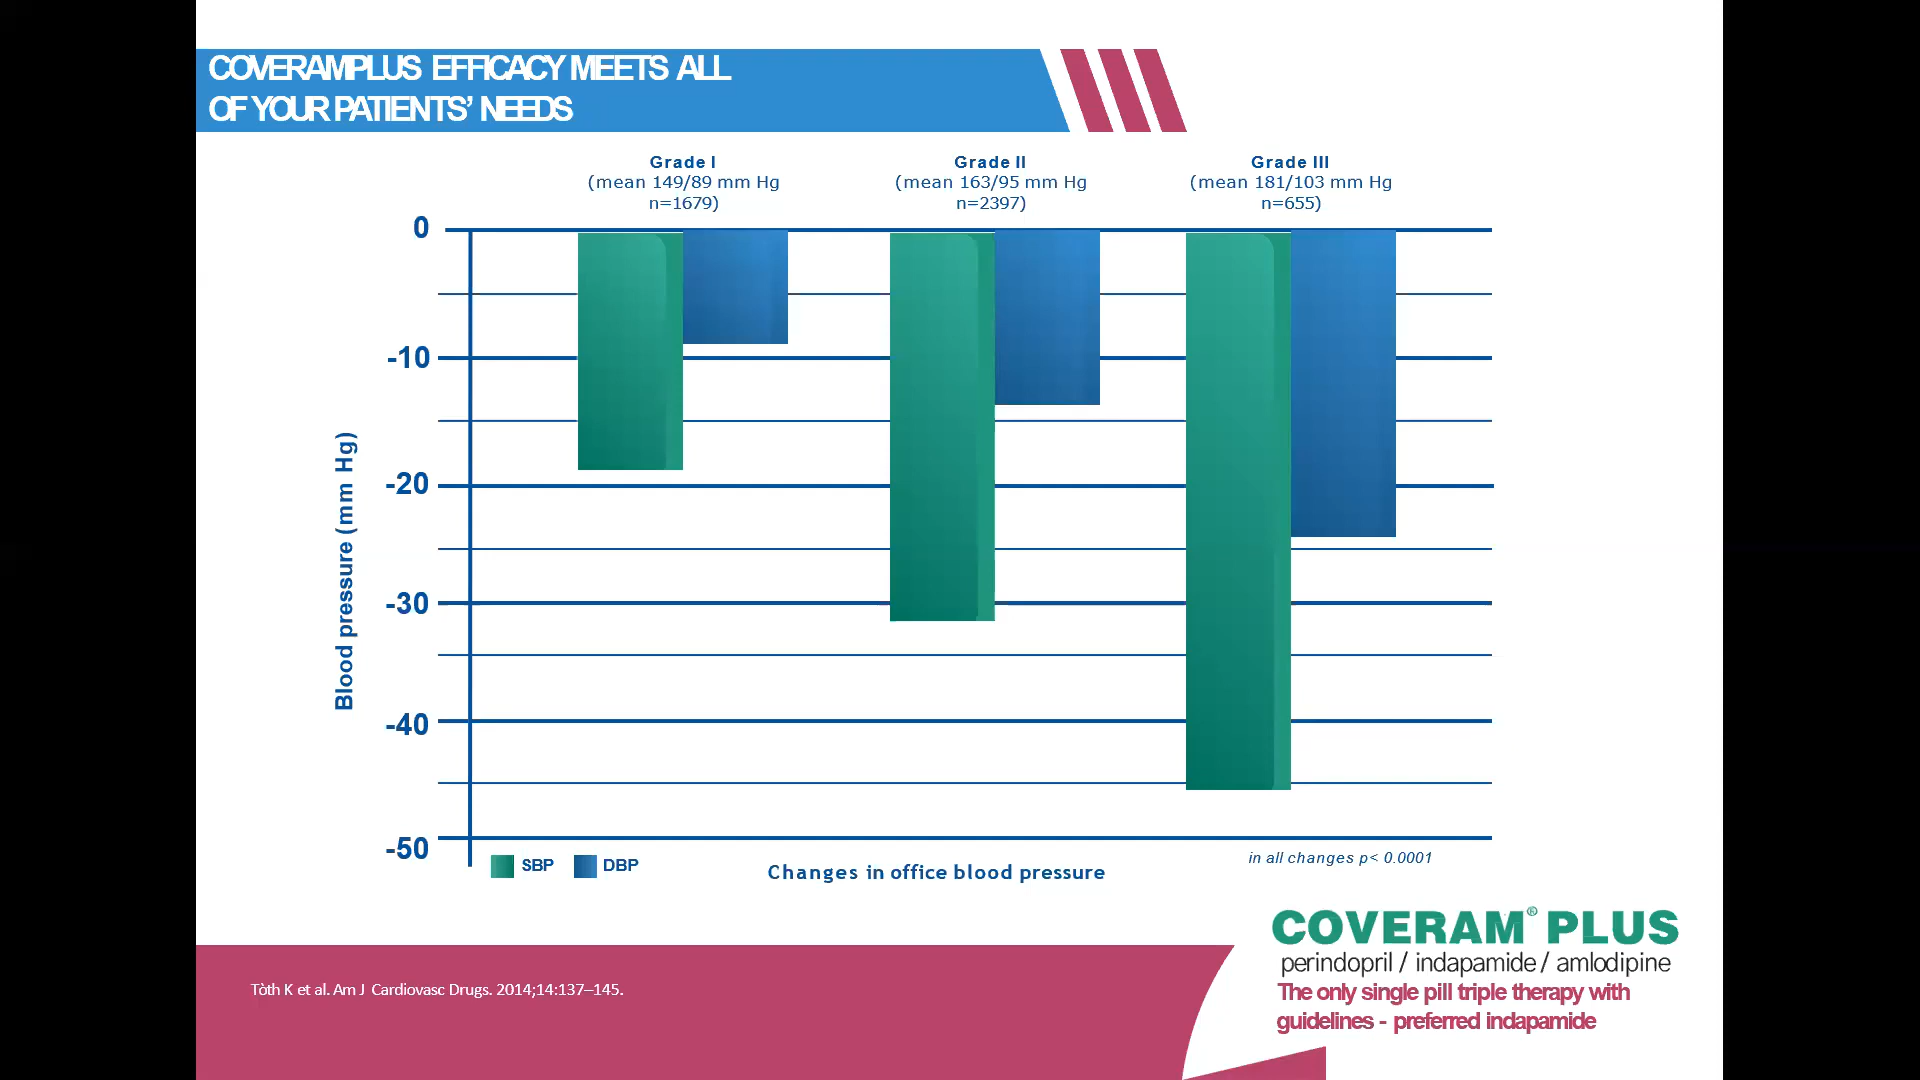 COVERAMPLUS EFFICACY MEETS ALL
OF YOUR PATIENTS’ NEEDS
Grade I
(mean 149/89 mm Hg
n=1679)
Grade II
(mean 163/95 mm Hg
n=2397)
Grade III
(mean 181/103 mm Hg
n=655)
0
-10
-20
-30
-40
-50
Blood pressure (mm Hg)
SBP
DBP
Changes in office blood pressure
in all changes p< 0.0001
COVERAM® PLUS
perindopril / indapamide / amlodipine
The only single pill triple therapy with
guidelines - preferred indapamide
Tòth K et al. Am J Cardiovasc Drugs. 2014;14:137–145.